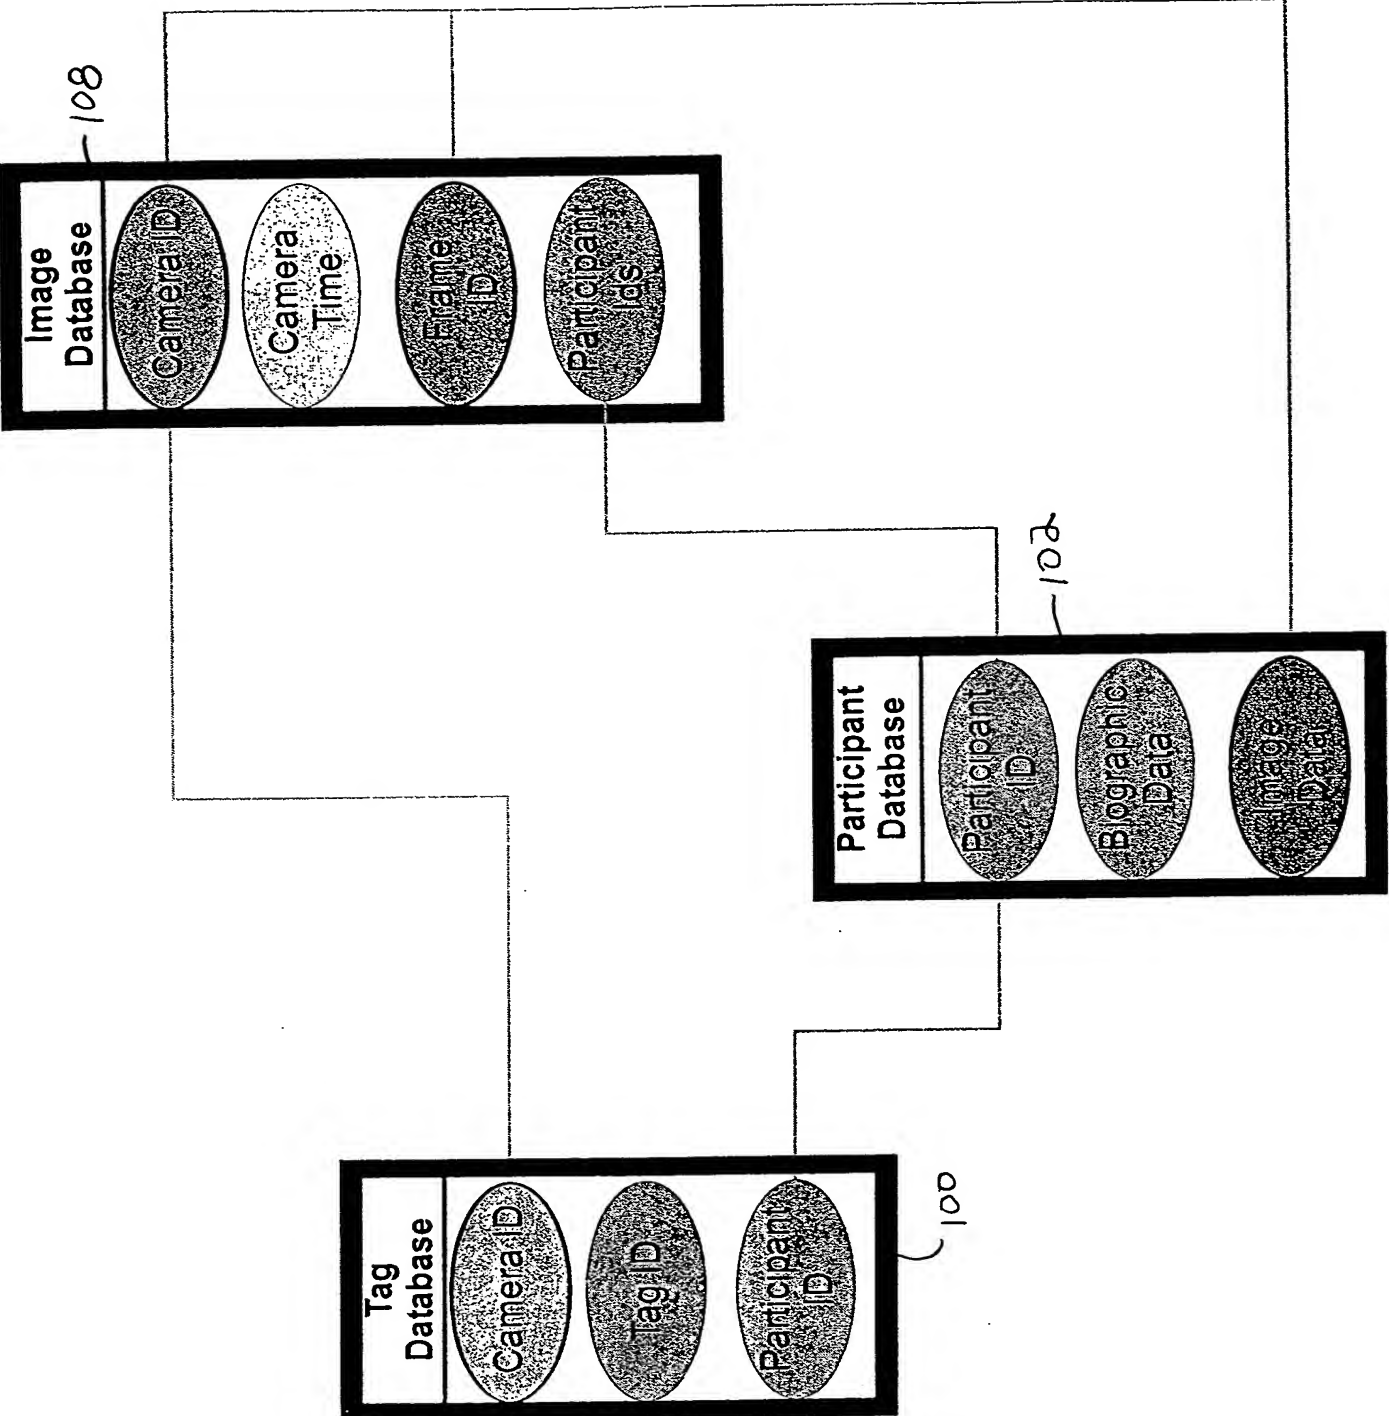 Tag
Database
Camera ID
Tag ID
Participant
ID
100
Participant
Database
Participant
ID
Biographic
Data
Image
Data
102
Image
Database
Camera ID
Camera
Time
Frame
ID
Participant
Ids
108